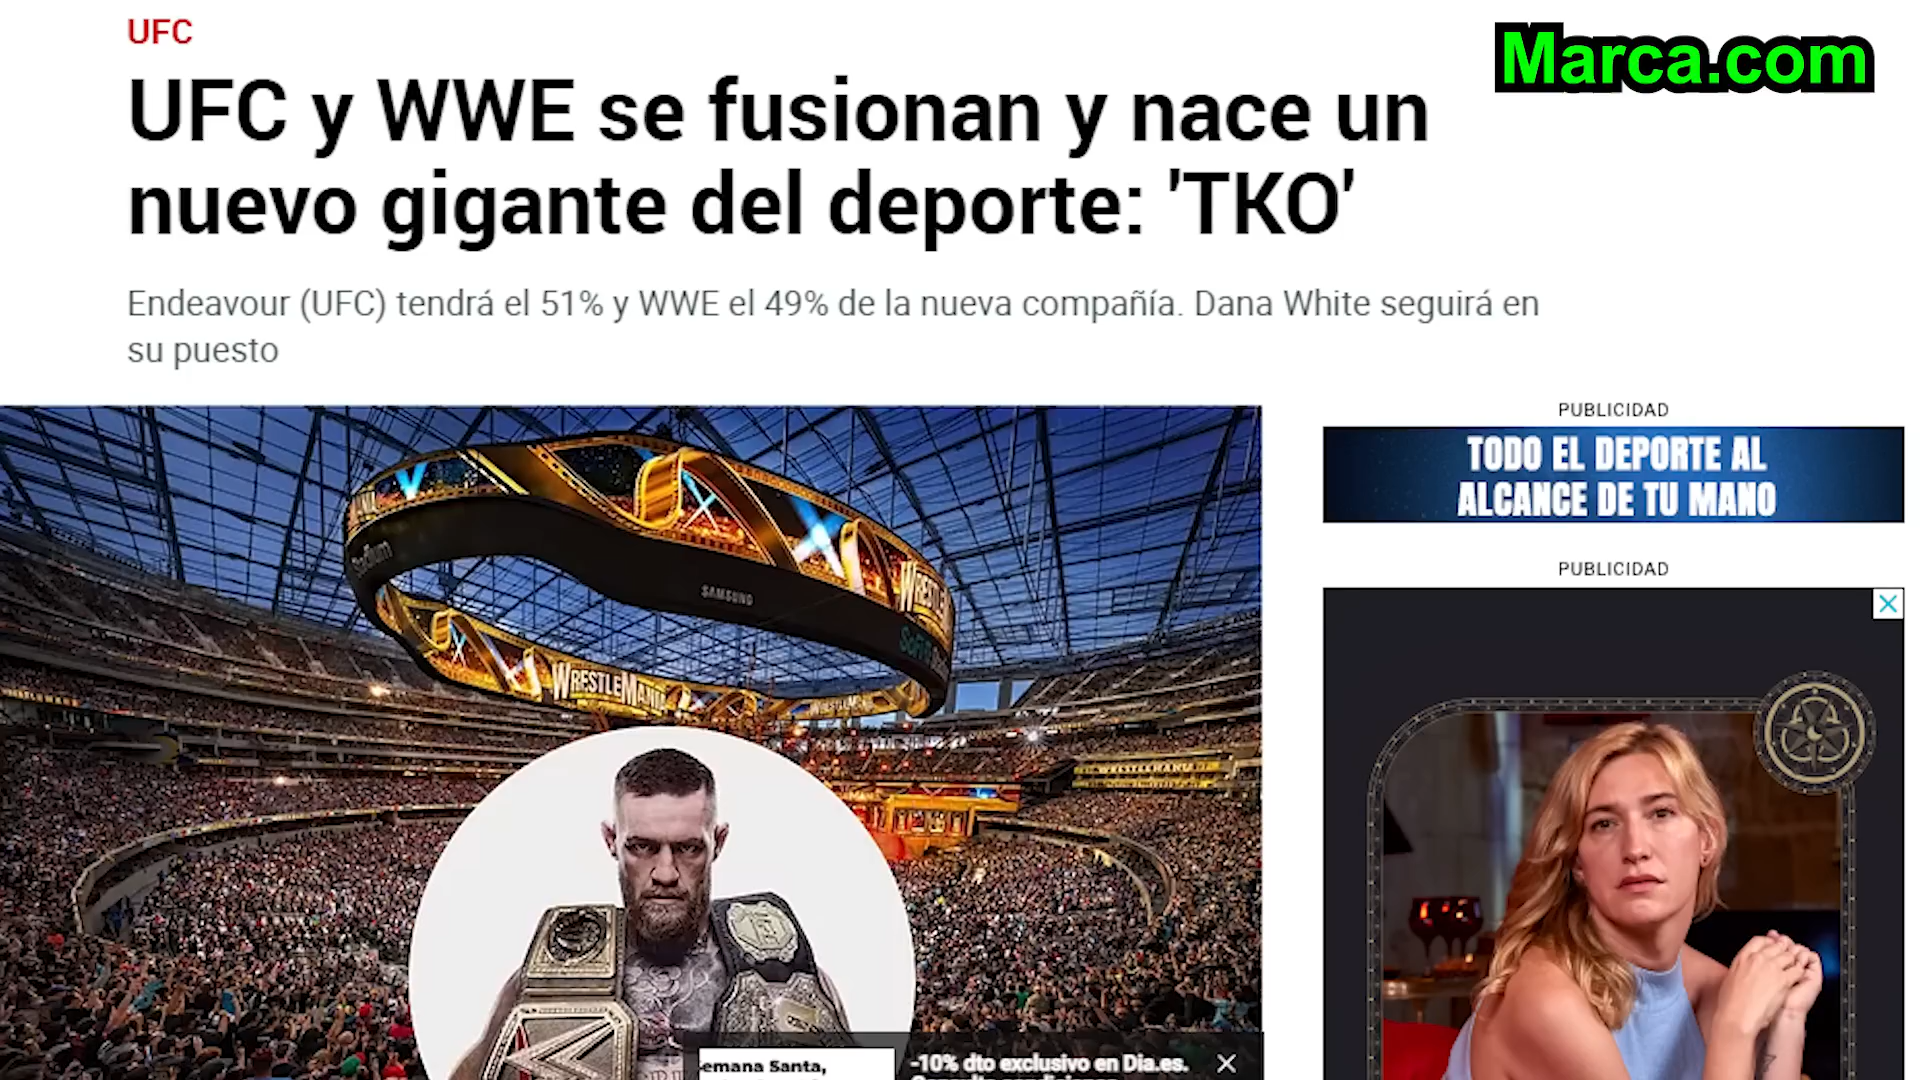 UFC
Marca.com
UFC y WWE se fusionan y nace un
nuevo gigante del deporte: 'TKO'
Endeavour (UFC) tendrá el 51% y WWE el 49% de la nueva compañía. Dana White seguirá en
su puesto
PUBLICIDAD
TODO EL DEPORTE AL
ALCANCE DE TU MANO
PUBLICIDAD
SAMSUNG
WRESTLEMANIA
WRESTLEMANIA
emana Santa,
-10% dto exclusivo en Dia.es.